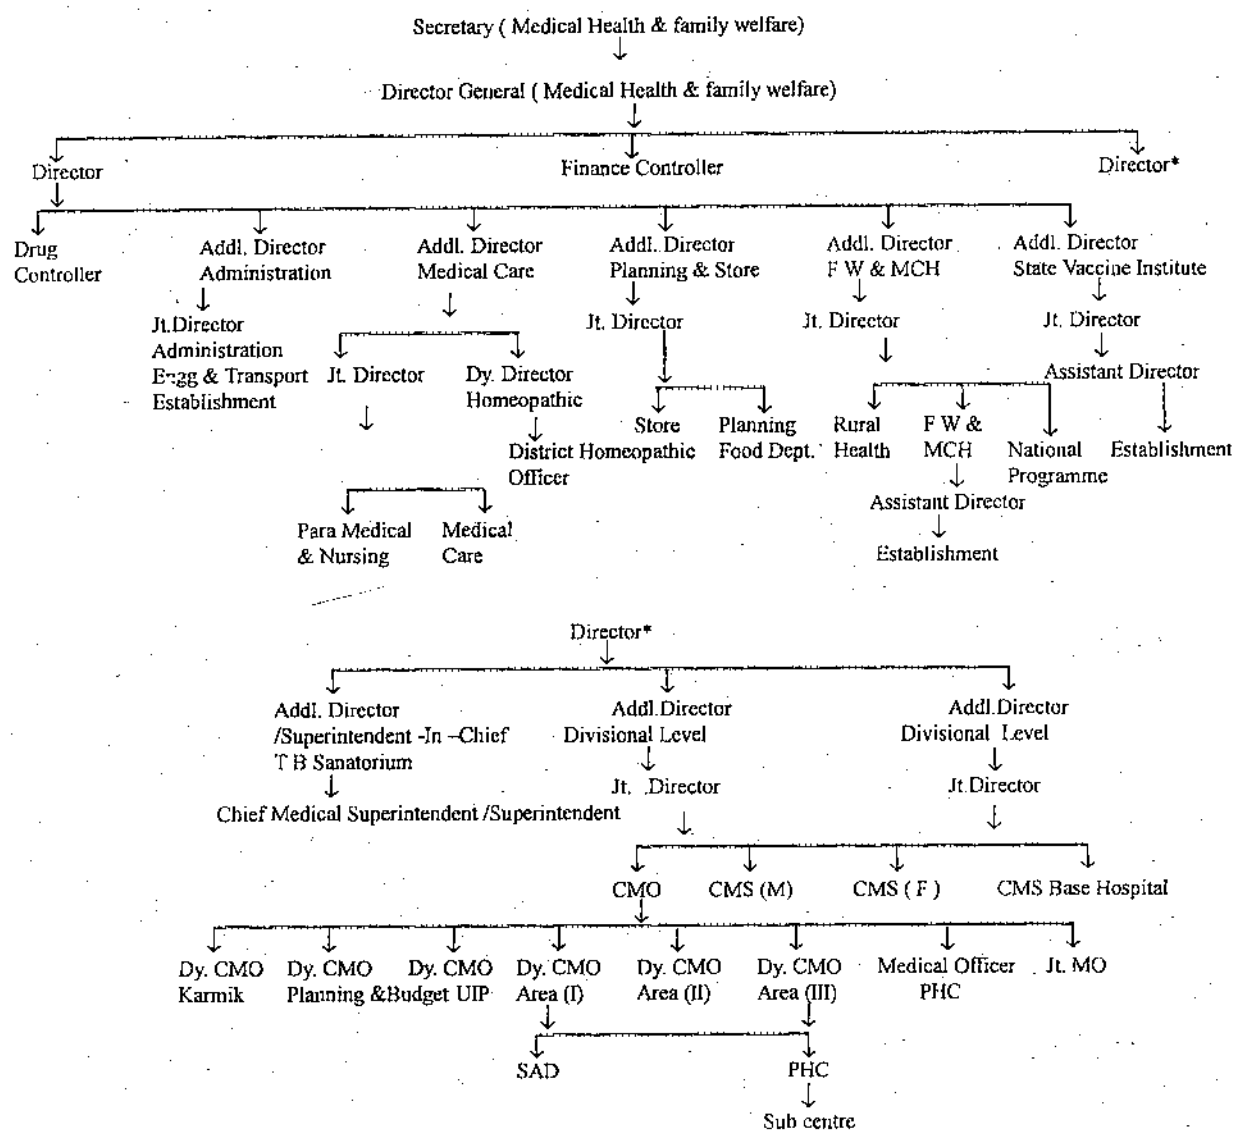 Secretary ( Medical Health & family welfare)
Director General ( Medical Health & family welfare)
Director
Finance Controller
Director*
Drug
Controller
Addl. Director
Administration
Addl. Director
Medical Care
Addl. Director
Planning & Store
Addl. Director
F W & MCH
Addl. Director
State Vaccine Institute
Jt.Director
Administration
Engg & Transport
Establishment
Jt. Director
Dy. Director
Homeopathic
District Homeopathic
Officer
Para Medical
& Nursing
Medical
Care
Jt. Director
Store
Planning
Food Dept.
Jt. Director
Rural
Health
F W &
MCH
National
Programme
Assistant Director
Establishment
Jt. Director
Assistant Director
Establishment
Director*
Addl. Director
/Superintendent -In –Chief
T B Sanatorium
Chief Medical Superintendent /Superintendent
Addl.Director
Divisional Level
Jt. .Director
Addl.Director
Divisional Level
Jt.Director
CMO
CMS (M)
CMS ( F )
CMS Base Hospital
Dy. CMO
Karmik
Dy. CMO
Planning &Budget
Dy. CMO
UIP
Dy. CMO
Area (I)
Dy. CMO
Area (II)
Dy. CMO
Area (III)
Medical Officer
PHC
Jt. MO
SAD
PHC
Sub centre